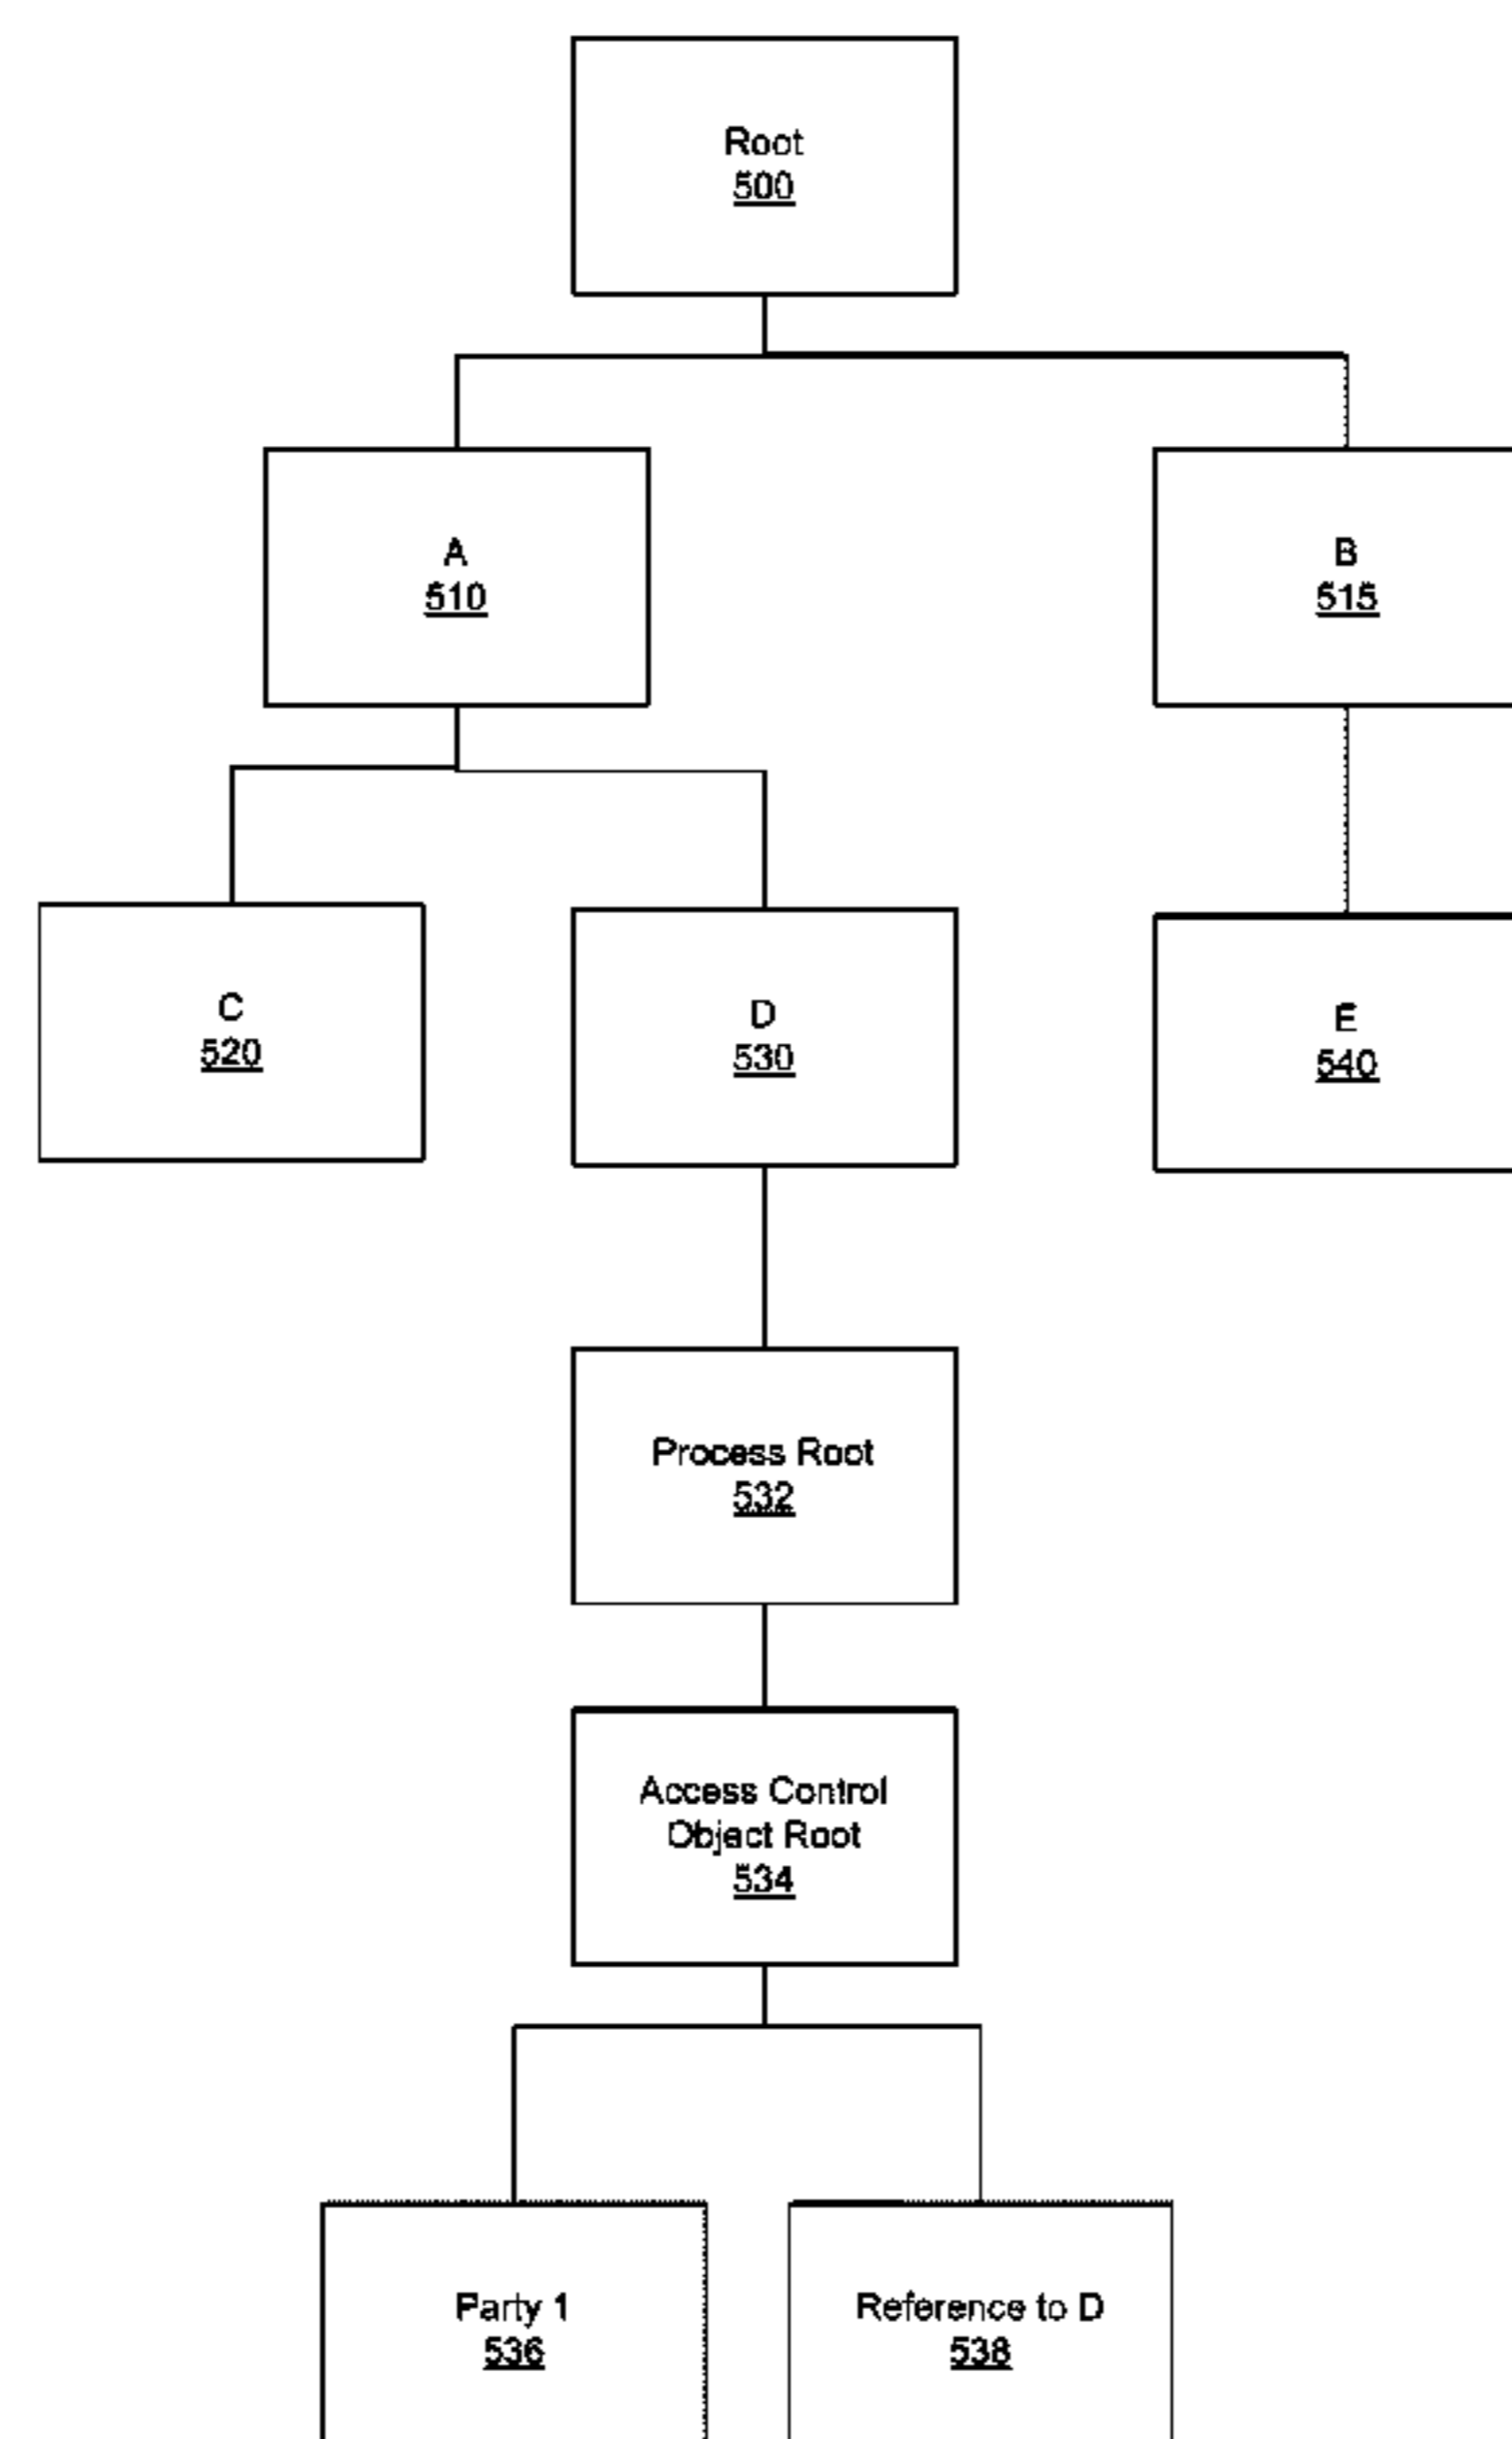 Root
500
A
510
B
515
C
520
D
530
E
540
Process Root
532
Access Control
Object Root
534
Party 1
536
Reference to D
538